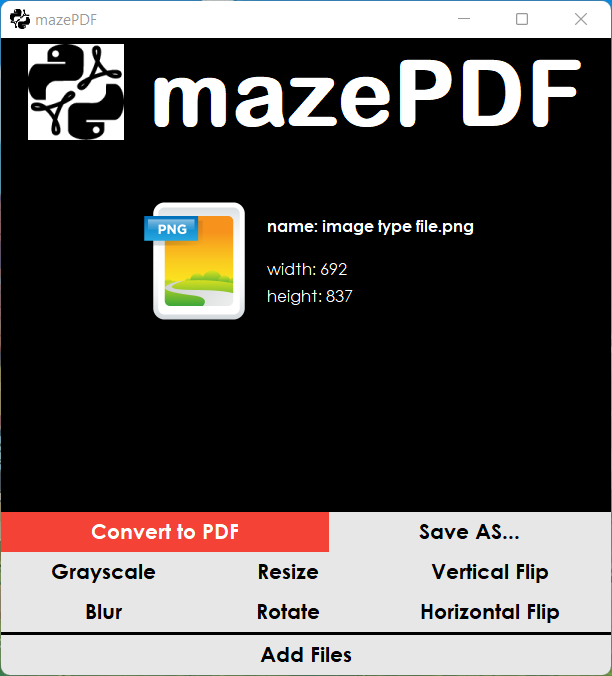 mazePDF
mazePDF
PNG
name: image type file.png
width: 692
height: 837
Convert to PDF
Save AS...
Grayscale
Resize
Vertical Flip
Blur
Rotate
Horizontal Flip
Add Files